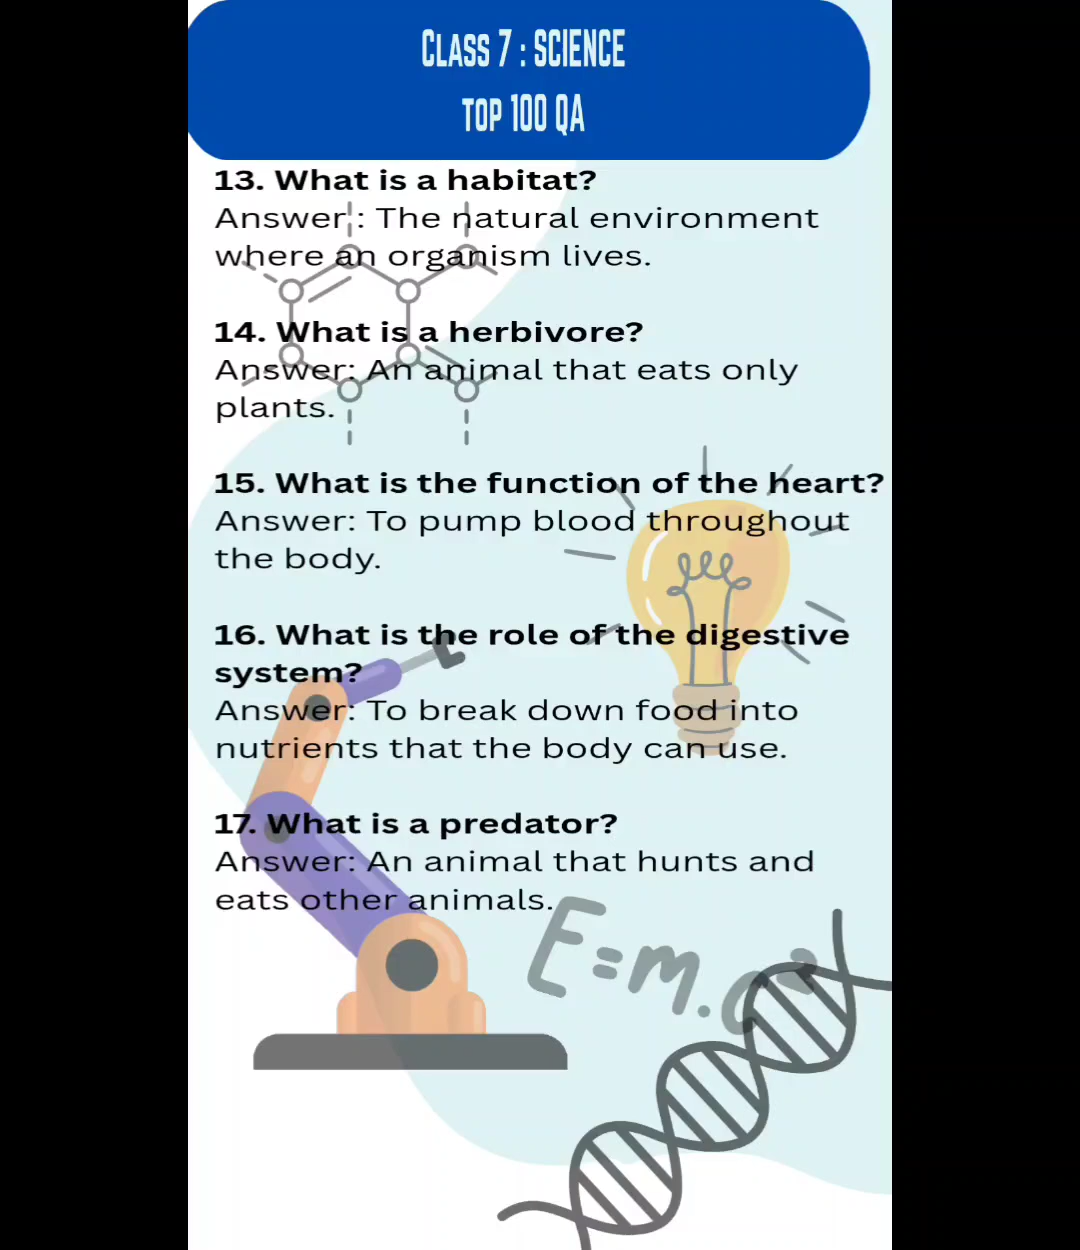 CLASS 7 : SCIENCE
TOP 100 QA
13. What is a habitat?
Answer : The natural environment
where an organism lives.
14. What is a herbivore?
Answer: An animal that eats only
plants.
15. What is the function of the heart?
Answer: To pump blood throughout
the body.
16. What is the role of the digestive
system?
Answer: To break down food into
nutrients that the body can use.
17. What is a predator?
Answer: An animal that hunts and
eats other animals.
E=m.c